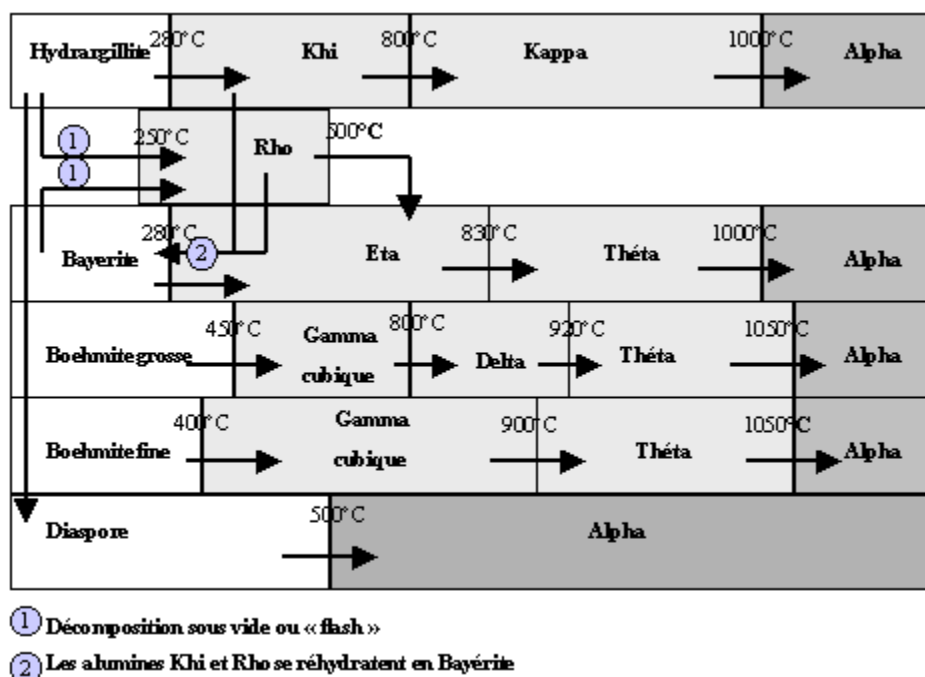 280°C 800°C 1000°C
Hydrargillite Khi Kappa Alpha
1 250°C Rho 500°C
1
280°C 2 830°C 1000°C
Bayerite Eta Théta Alpha
450°C 800°C 920°C 1050°C
Boehmite grosse Gamma cubique Delta Théta Alpha
400°C 900°C 1050°C
Boehmite fine Gamma cubique Théta Alpha
500°C
Diaspore Alpha
1 Décomposition sous vide ou « flash »
2 Les alumines Khi et Rho se réhydratent en Bayérite